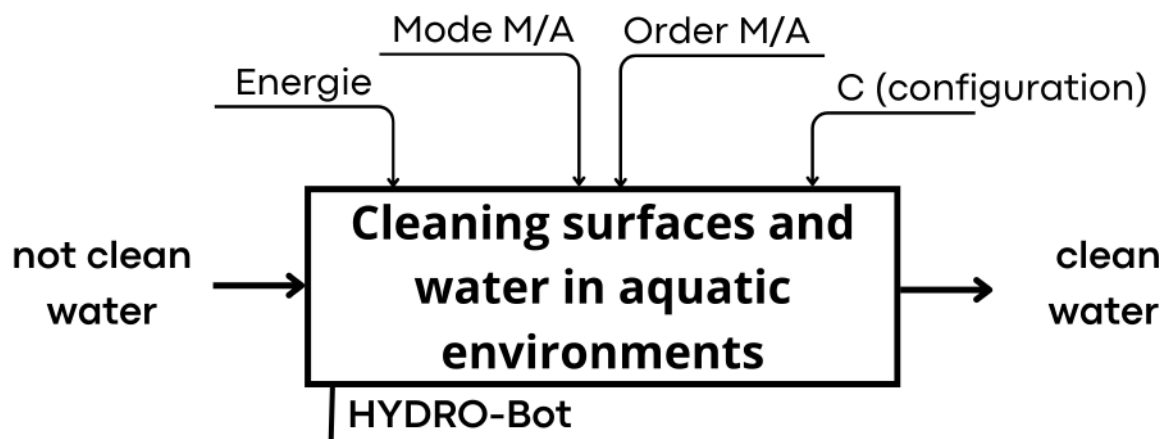 Mode M/A
Order M/A
Energie
C (configuration)
not clean
water
Cleaning surfaces and
water in aquatic
environments
clean
water
HYDRO-Bot